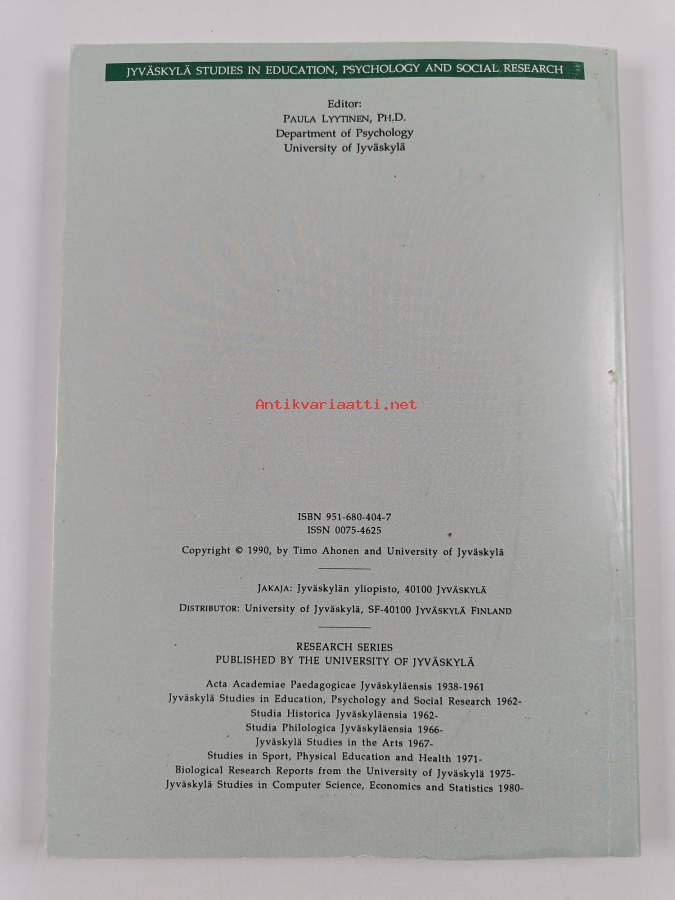 JYVÄSKYLÄ STUDIES IN EDUCATION, PSYCHOLOGY AND SOCIAL RESEARCH
Editor:
PAULA LYYTINEN, PH.D.
Department of Psychology
University of Jyväskylä
Antikvariaatti.net
ISBN 951-680-404-7
ISSN 0075-4625
Copyright © 1990, by Timo Ahonen and University of Jyväskylä
JAKAJA: Jyväskylän yliopisto, 40100 JYVÄSKYLÄ
DISTRIBUTOR: University of Jyväskylä, SF-40100 JYVÄSKYLÄ FINLAND
RESEARCH SERIES
PUBLISHED BY THE UNIVERSITY OF JYVÄSKYLÄ
Acta Academiae Paedagogicae Jyväskyläensis 1938-1961
Jyväskylä Studies in Education, Psychology and Social Research 1962-
Studia Historica Jyväskyläensia 1962-
Studia Philologica Jyväskyläensia 1966-
Jyväskylä Studies in the Arts 1967-
Studies in Sport, Physical Education and Health 1971-
Biological Research Reports from the University of Jyväskylä 1975-
Jyväskylä Studies in Computer Science, Economics and Statistics 1980-